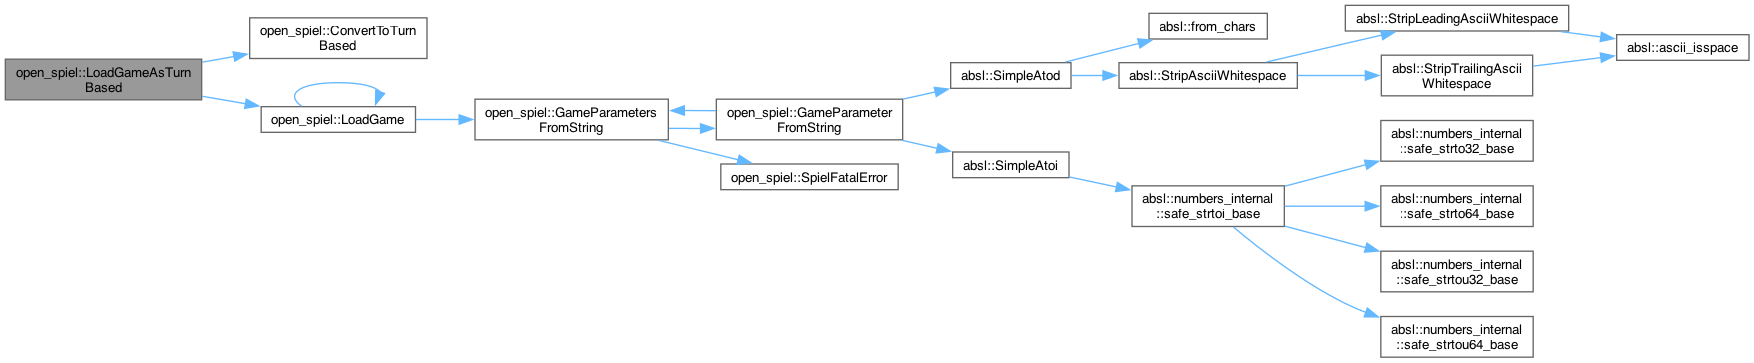 open_spiel::LoadGameAsTurn
Based
open_spiel::ConvertToTurn
Based
open_spiel::LoadGame
open_spiel::GameParameters
FromString
open_spiel::GameParameter
FromString
open_spiel::SpielFatalError
absl::SimpleAtod
absl::SimpleAtoi
absl::from_chars
absl::StripAsciiWhitespace
absl::numbers_internal
::safe_strtoi_base
absl::StripLeadingAsciiWhitespace
absl::StripTrailingAscii
Whitespace
absl::ascii_isspace
absl::numbers_internal
::safe_strto32_base
absl::numbers_internal
::safe_strto64_base
absl::numbers_internal
::safe_strtou32_base
absl::numbers_internal
::safe_strtou64_base